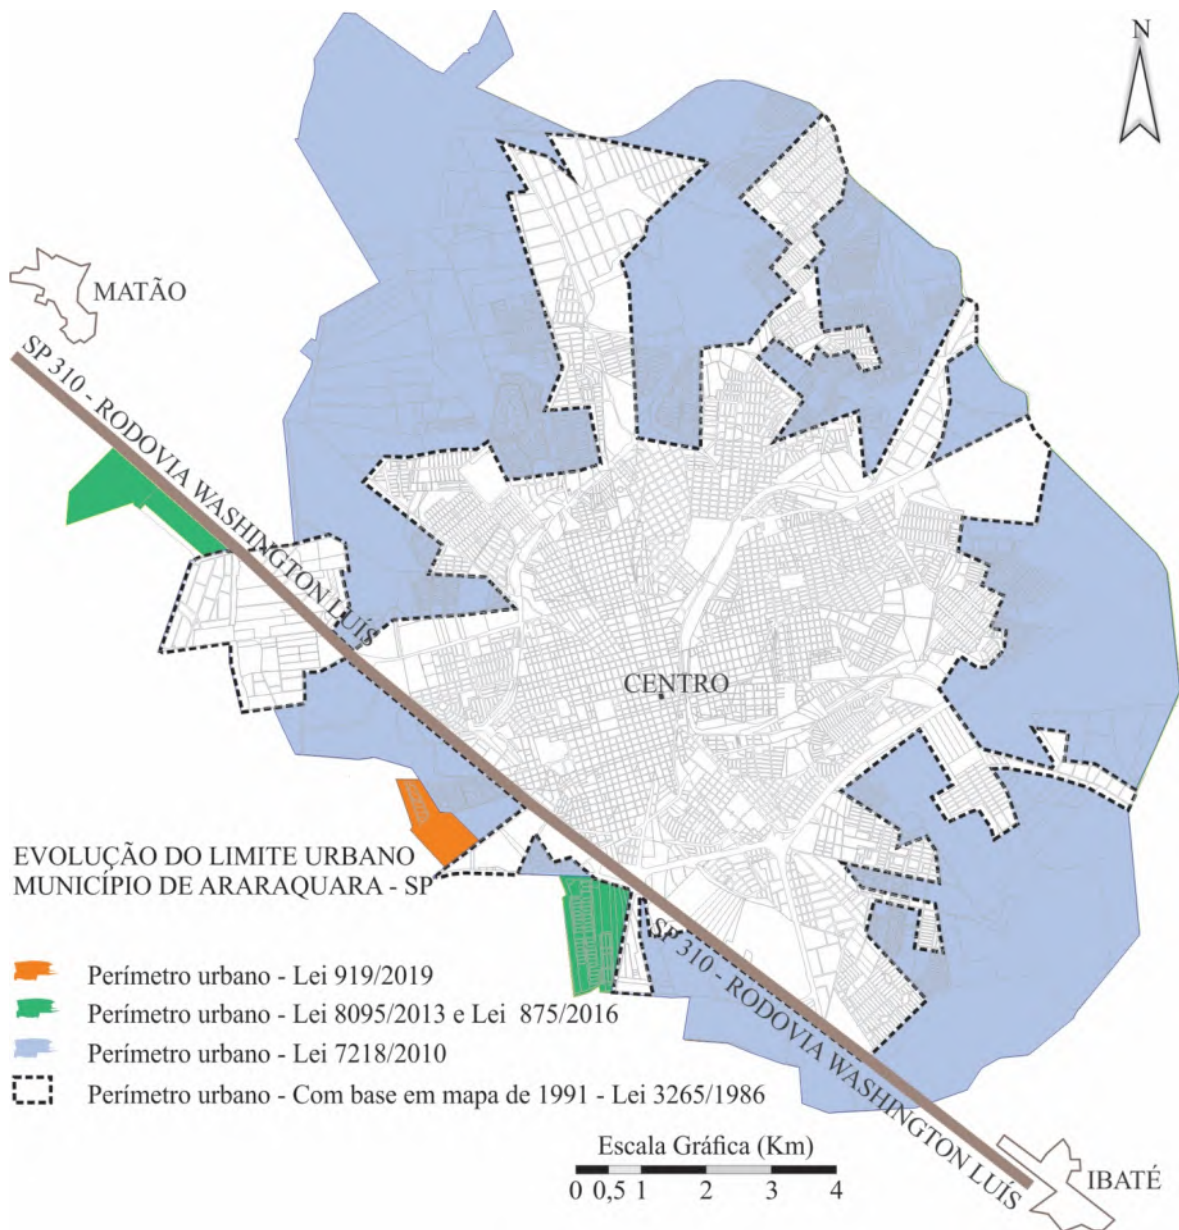 N
MATÃO
SP 310 - RODOVIA WASHINGTON LUÍS
CENTRO
EVOLUÇÃO DO LIMITE URBANO
MUNICÍPIO DE ARARAQUARA - SP
Perímetro urbano - Lei 919/2019
Perímetro urbano - Lei 8095/2013 e Lei 875/2016
Perímetro urbano - Lei 7218/2010
Perímetro urbano - Com base em mapa de 1991 - Lei 3265/1986
SP 310 - RODOVIA WASHINGTON LUÍS
Escala Gráfica (Km)
0 0,5 1 2 3 4
IBATÉ